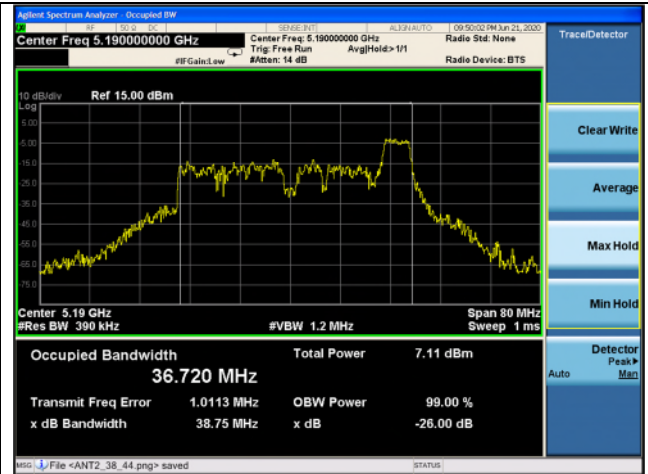 Agilent Spectrum Analyzer - Occupied BW
RF 50 Ω DC SENSE:INT ALIGN AUTO 09:50:02 PM Jun 21, 2020
Center Freq 5.190000000 GHz
Center Freq: 5.190000000 GHz
Radio Std: None
Trig: Free Run Avg|Hold:>1/1
#IFGain:Low #Atten: 14 dB Radio Device: BTS
Trace/Detector
10 dB/div Ref 15.00 dBm
Log
5.00
-5.00
-15.0
-25.0
-35.0
-45.0
-55.0
-65.0
-75.0
Center 5.19 GHz Span 80 MHz
#Res BW 390 kHz #VBW 1.2 MHz Sweep 1 ms
Occupied Bandwidth Total Power 7.11 dBm
36.720 MHz
Transmit Freq Error 1.0113 MHz OBW Power 99.00 %
x dB Bandwidth 38.75 MHz x dB -26.00 dB
Clear Write
Average
Max Hold
Min Hold
Detector
Peak▶
Auto Man
MSG File <ANT2_38_44.png> saved STATUS